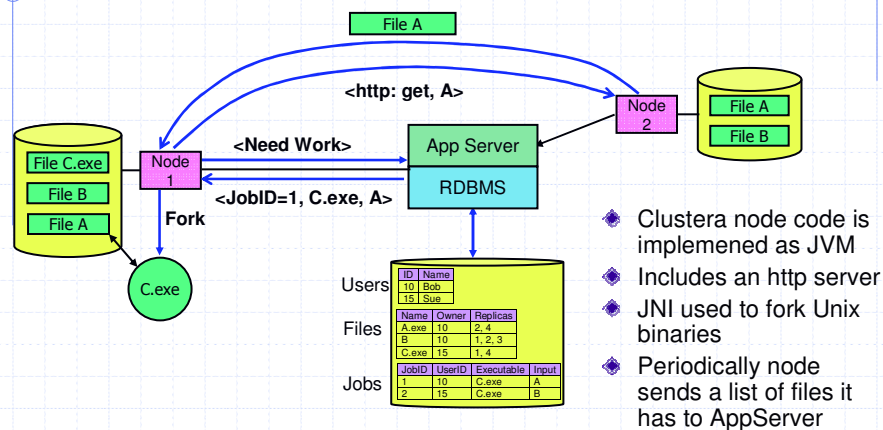 File A
<http: get, A>
Node
2
File A
File B
<Need Work>
App Server
RDBMS
File C.exe
File B
File A
Node
1
<JobID=1, C.exe, A>
Fork
C.exe
Users
ID Name
10 Bob
15 Sue
Files
Name Owner Replicas
A.exe 10 2, 4
B 10 1, 2, 3
C.exe 15 1, 4
Jobs
JobID UserID Executable Input
1 10 C.exe A
2 15 C.exe B
Clustera node code is
implemened as JVM
Includes an http server
JNI used to fork Unix
binaries
Periodically node
sends a list of files it
has to AppServer